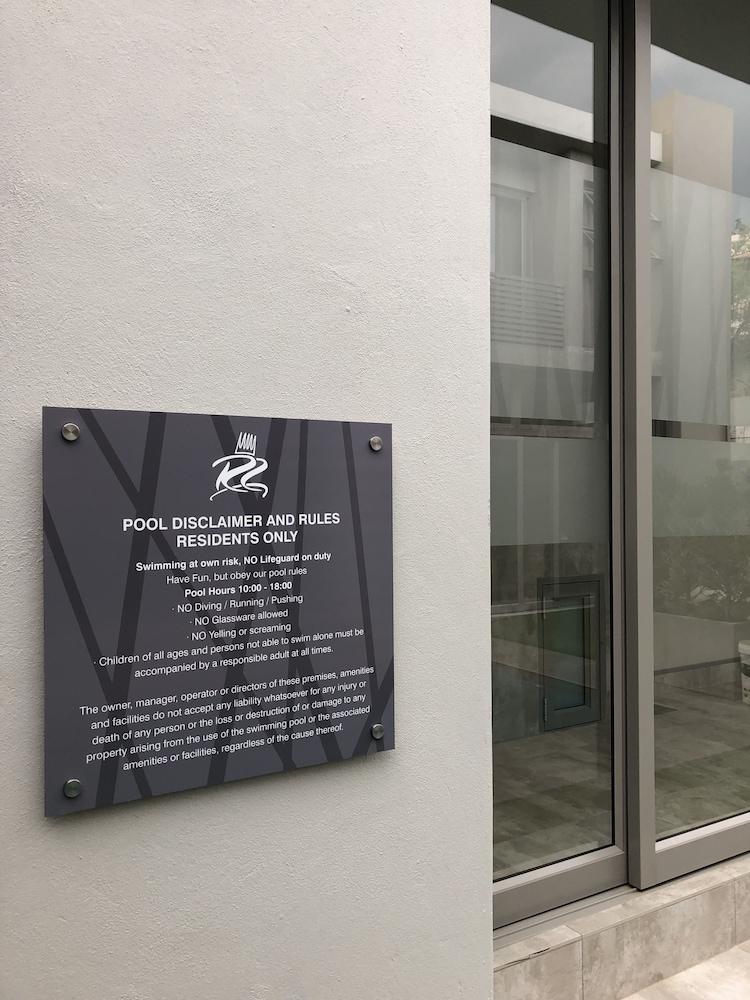 POOL DISCLAIMER AND RULES
RESIDENTS ONLY
Swimming at own risk, NO Lifeguard on duty
Have Fun, but obey our pool rules
Pool Hours 10:00 - 18:00
· NO Diving / Running / Pushing
· NO Glassware allowed
· NO Yelling or screaming
· Children of all ages and persons not able to swim alone must be
accompanied by a responsible adult at all times.
The owner, manager, operator or directors of these premises, amenities
and facilities do not accept any liability whatsoever for any injury or
death of any person or the loss or destruction of or damage to any
property arising from the use of the swimming pool or the associated
amenities or facilities, regardless of the cause thereof.